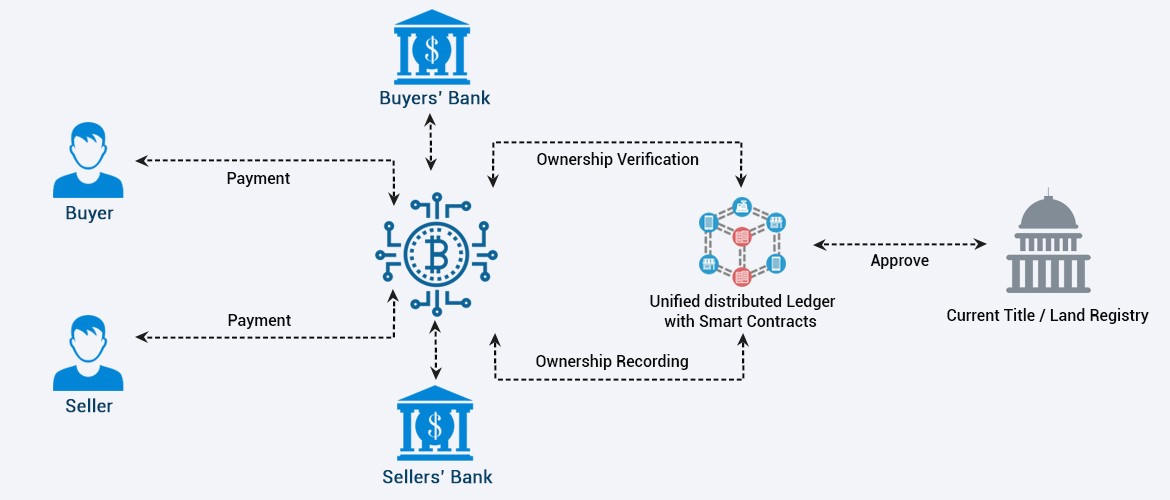 Buyers' Bank
Buyer
Payment
Ownership Verification
Unified distributed Ledger
with Smart Contracts
Approve
Current Title / Land Registry
Payment
Seller
Ownership Recording
Sellers' Bank